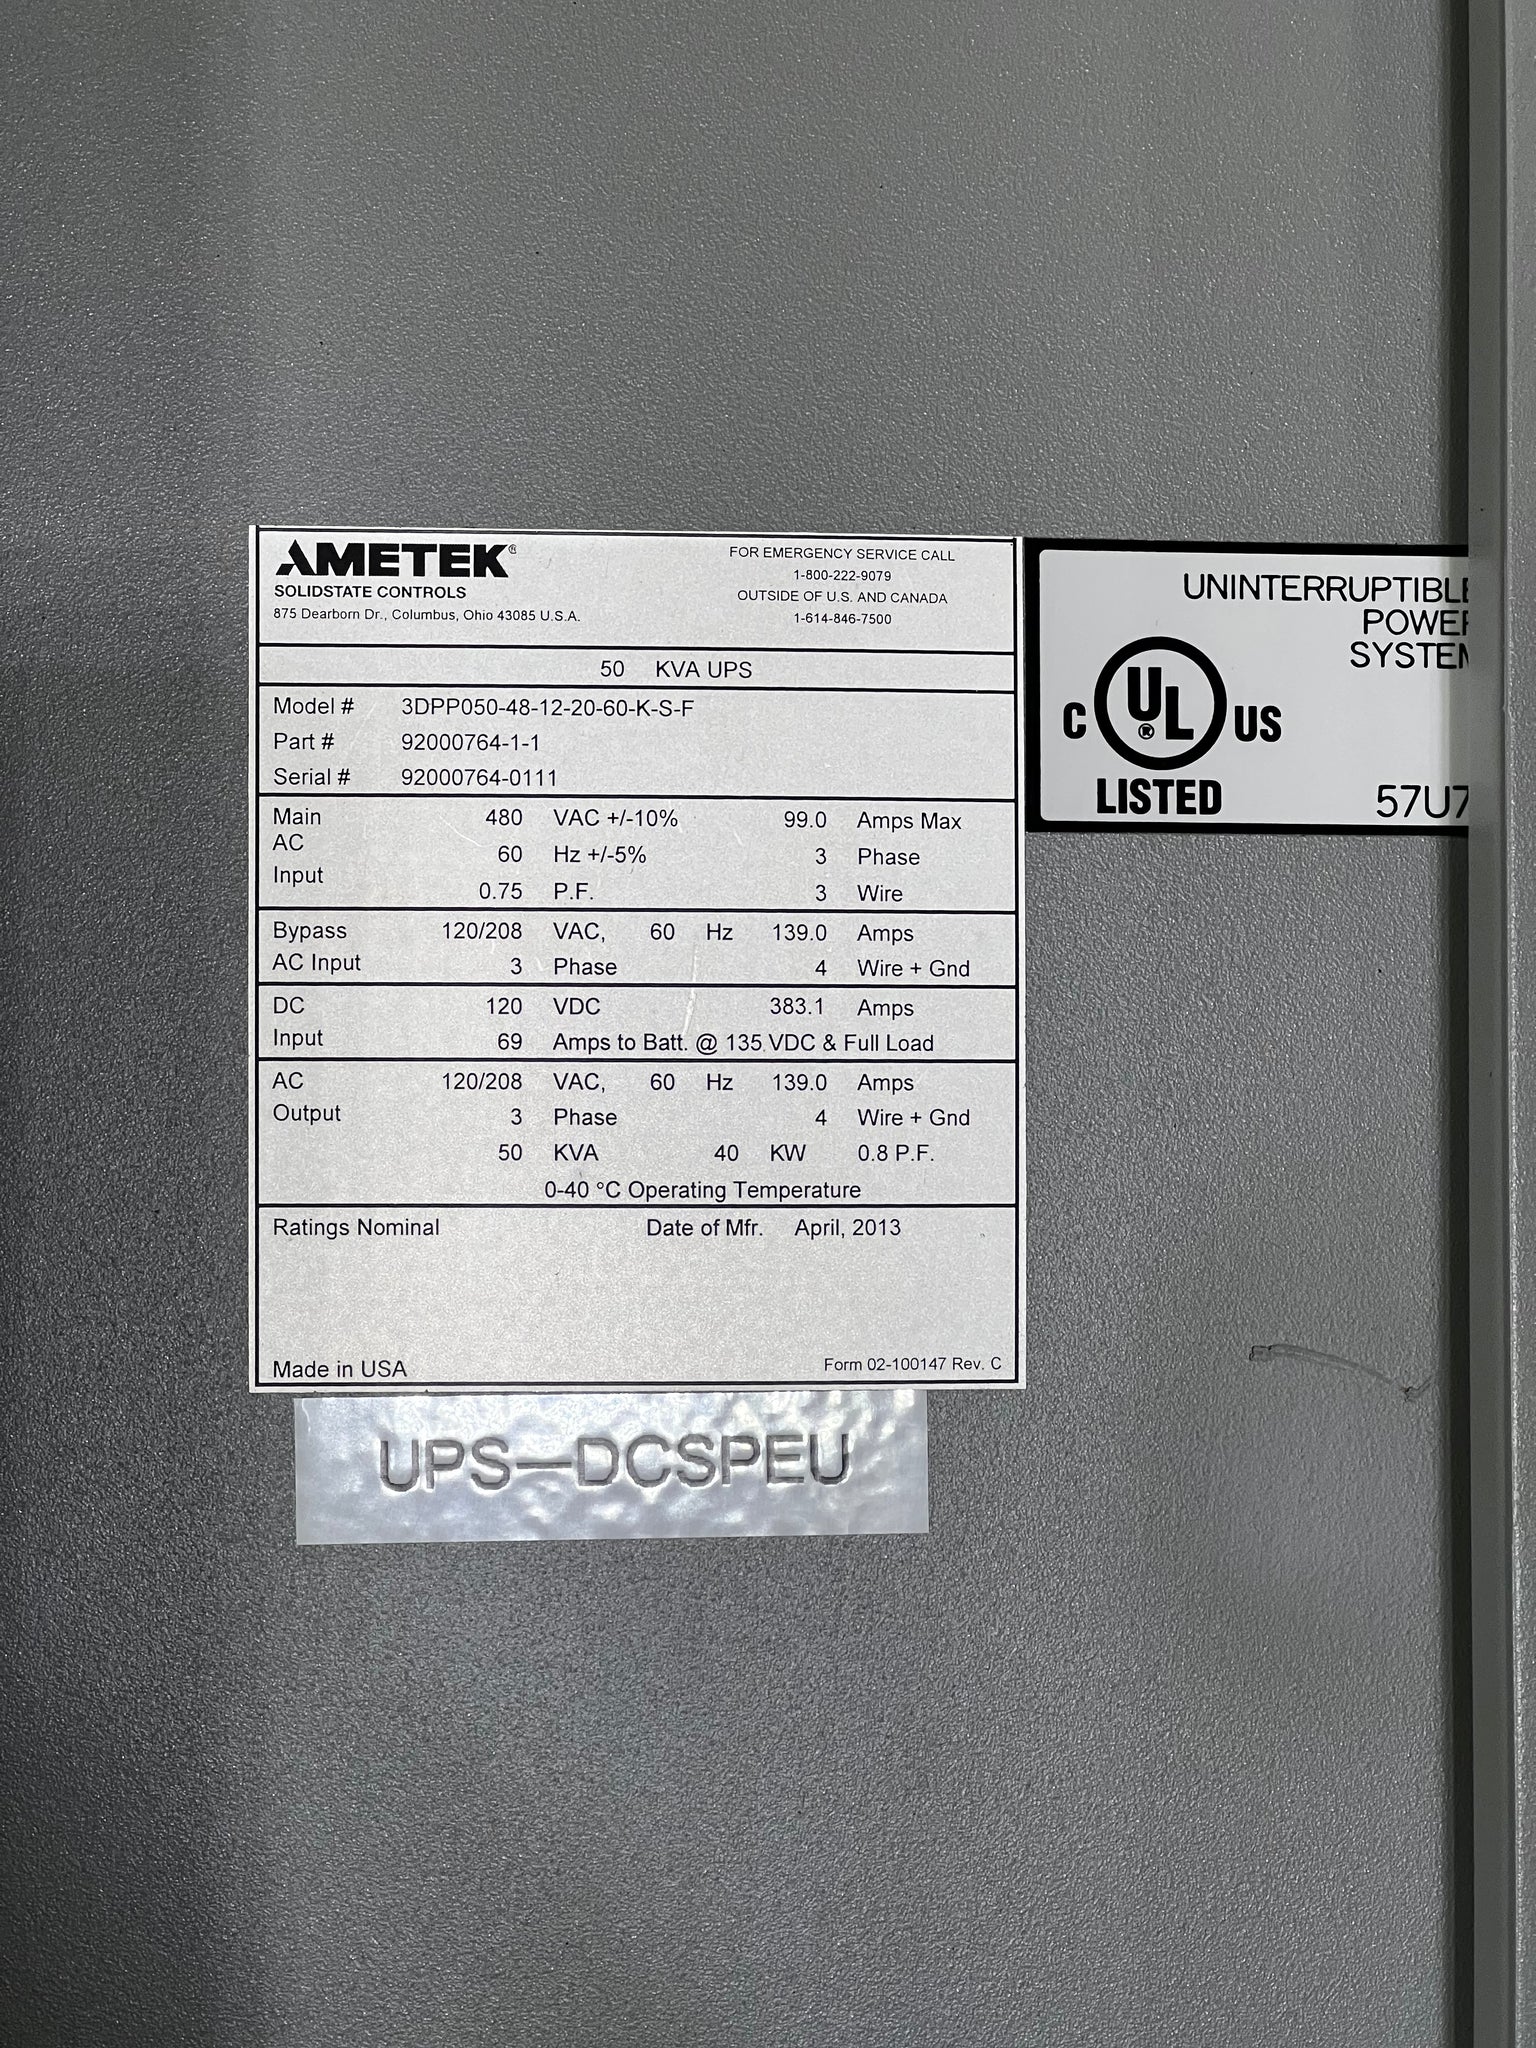 AMETEK®
SOLIDSTATE CONTROLS
875 Dearborn Dr., Columbus, Ohio 43085 U.S.A.
FOR EMERGENCY SERVICE CALL
1-800-222-9079
OUTSIDE OF U.S. AND CANADA
1-614-846-7500
50 KVA UPS
Model # 3DPP050-48-12-20-60-K-S-F
Part # 92000764-1-1
Serial # 92000764-0111
Main AC Input
480 VAC +/-10% 99.0 Amps Max
60 Hz +/-5% 3 Phase
0.75 P.F. 3 Wire
Bypass 120/208 VAC, 60 Hz 139.0 Amps
AC Input 3 Phase 4 Wire + Gnd
DC 120 VDC 383.1 Amps
Input 69 Amps to Batt. @ 135 VDC & Full Load
AC 120/208 VAC, 60 Hz 139.0 Amps
Output 3 Phase 4 Wire + Gnd
50 KVA 40 KW 0.8 P.F.
0-40 °C Operating Temperature
Ratings Nominal Date of Mfr. April, 2013
Made in USA Form 02-100147 Rev. C
UPS-DCSPEU
UNINTERRUPTIBLE
POWER
SYSTEM
C UL® US
LISTED
57U7